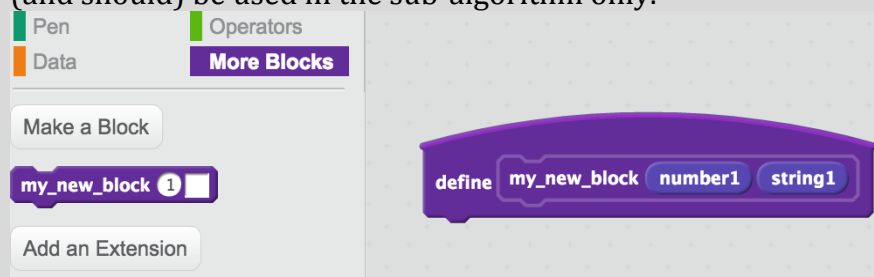 (and should) be used in the sub-algorithm only.
Pen
Operators
Data
More Blocks
Make a Block
my_new_block 1
define my_new_block number1 string1
Add an Extension